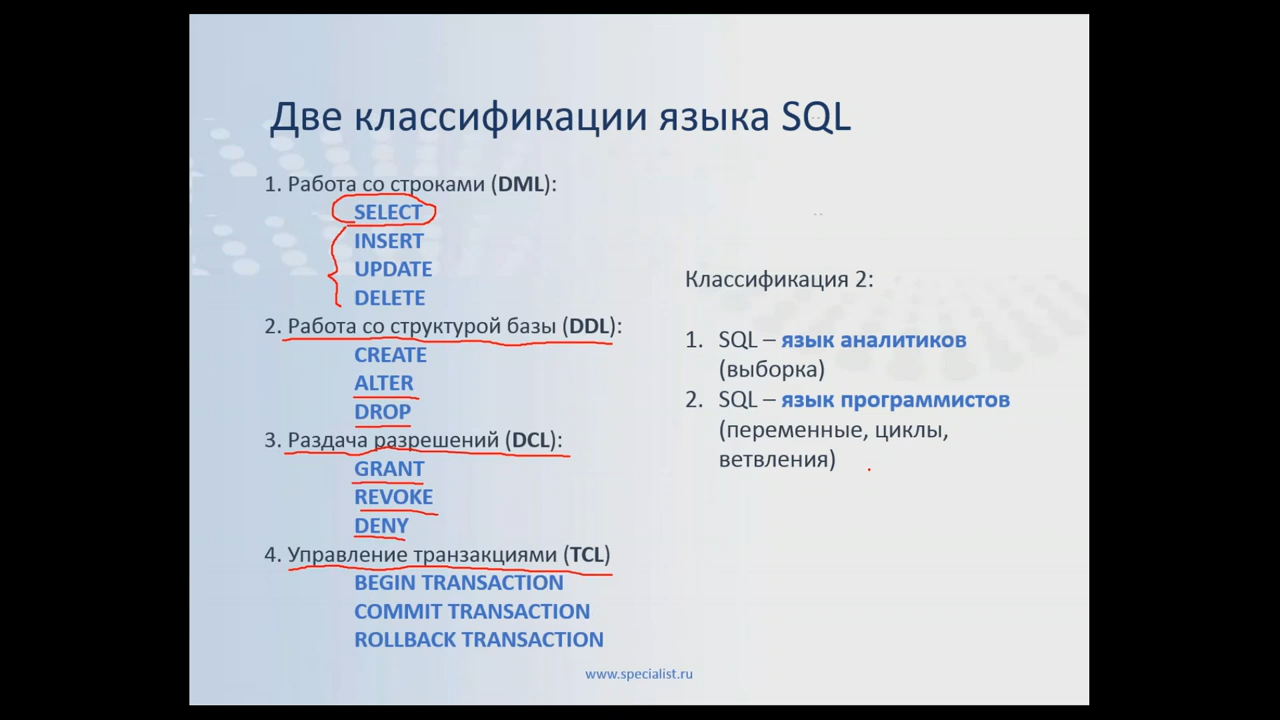 Две классификации языка SQL
1. Работа со строками (DML):
SELECT
INSERT
UPDATE
DELETE
2. Работа со структурой базы (DDL):
CREATE
ALTER
DROP
3. Раздача разрешений (DCL):
GRANT
REVOKE
DENY
4. Управление транзакциями (TCL)
BEGIN TRANSACTION
COMMIT TRANSACTION
ROLLBACK TRANSACTION
Классификация 2:
1. SQL – язык аналитиков
(выборка)
2. SQL – язык программистов
(переменные, циклы,
ветвления)
www.specialist.ru